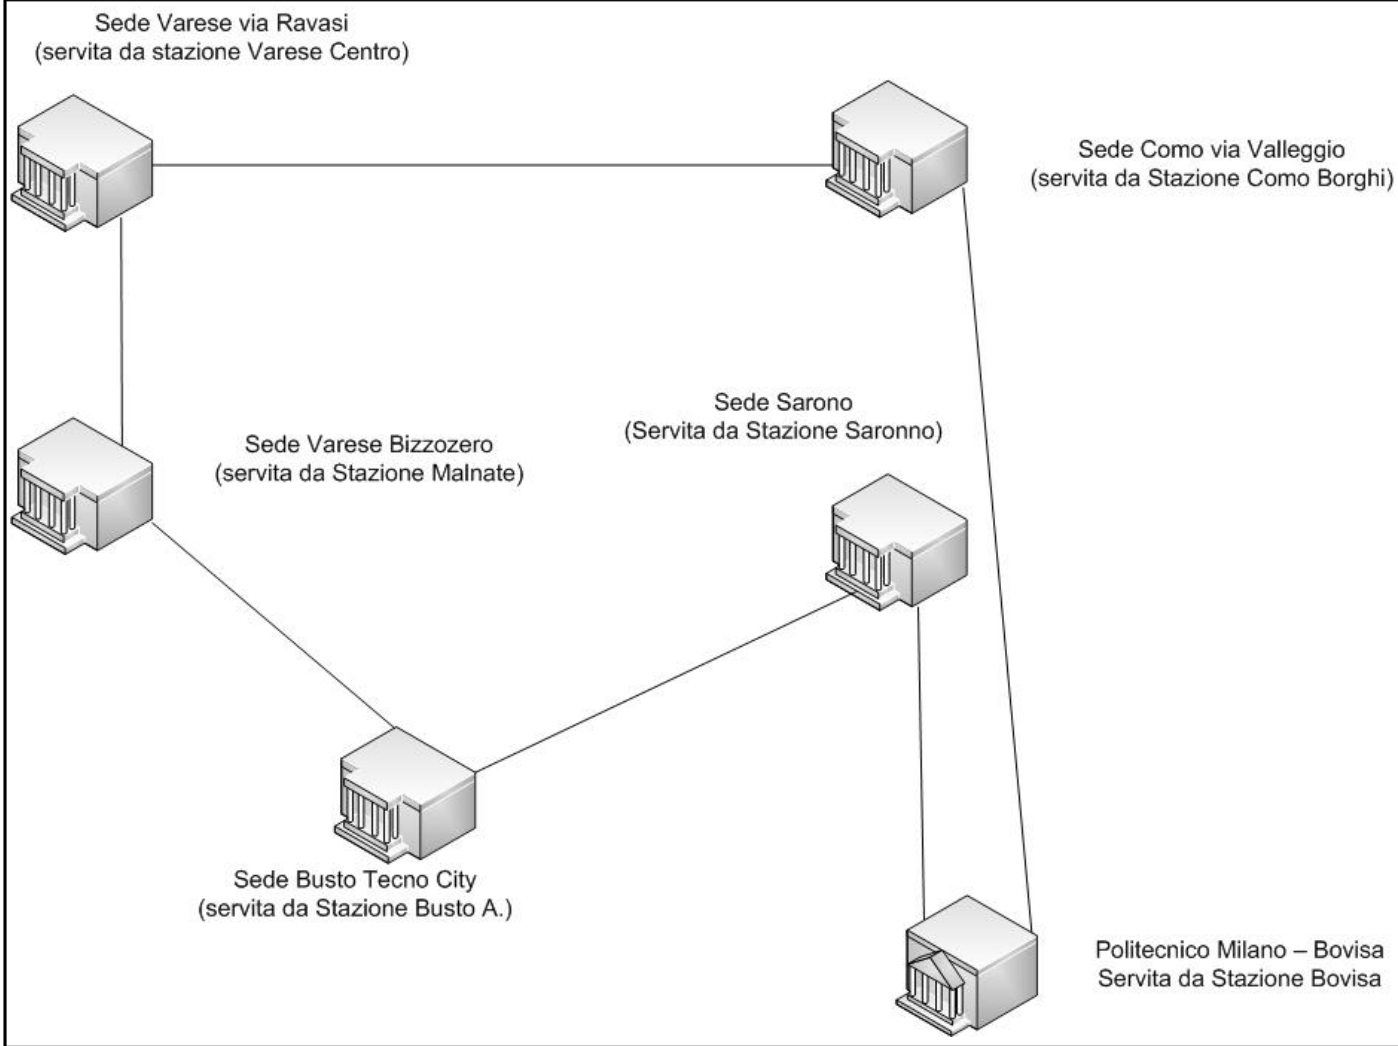 Sede Varese via Ravasi
(servita da stazione Varese Centro)
Sede Como via Valleggio
(servita da Stazione Como Borghi)
Sede Sarono
(Servita da Stazione Saronno)
Sede Varese Bizzozero
(servita da Stazione Malnate)
Sede Busto Tecno City
(servita da Stazione Busto A.)
Politecnico Milano – Bovisa
Servita da Stazione Bovisa